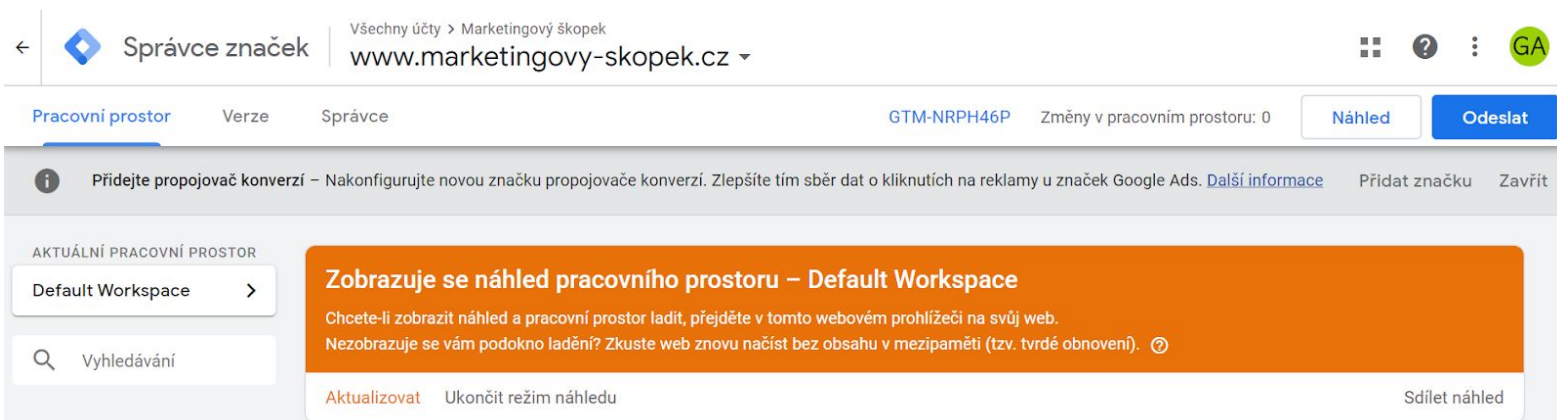 Správce značek
Všechny účty > Marketingový škopek
www.marketingovy-skopek.cz
GA
Pracovní prostor Verze Správce GTM-NRPH46P Změny v pracovním prostoru: 0 Náhled Odeslat
Přidejte propojovač konverzí – Nakonfigurujte novou značku propojovače konverzí. Zlepšíte tím sběr dat o kliknutích na reklamy u značek Google Ads. Další informace Přidat značku Zavřít
AKTUÁLNÍ PRACOVNÍ PROSTOR
Default Workspace >
Vyhledávání
Zobrazuje se náhled pracovního prostoru – Default Workspace
Chcete-li zobrazit náhled a pracovní prostor ladit, přejděte v tomto webovém prohlížeči na svůj web.
Nezobrazuje se vám podokno ladění? Zkuste web znovu načíst bez obsahu v mezipaměti (tzv. tvrdé obnovení).
Aktualizovat Ukončit režim náhledu Sdílet náhled